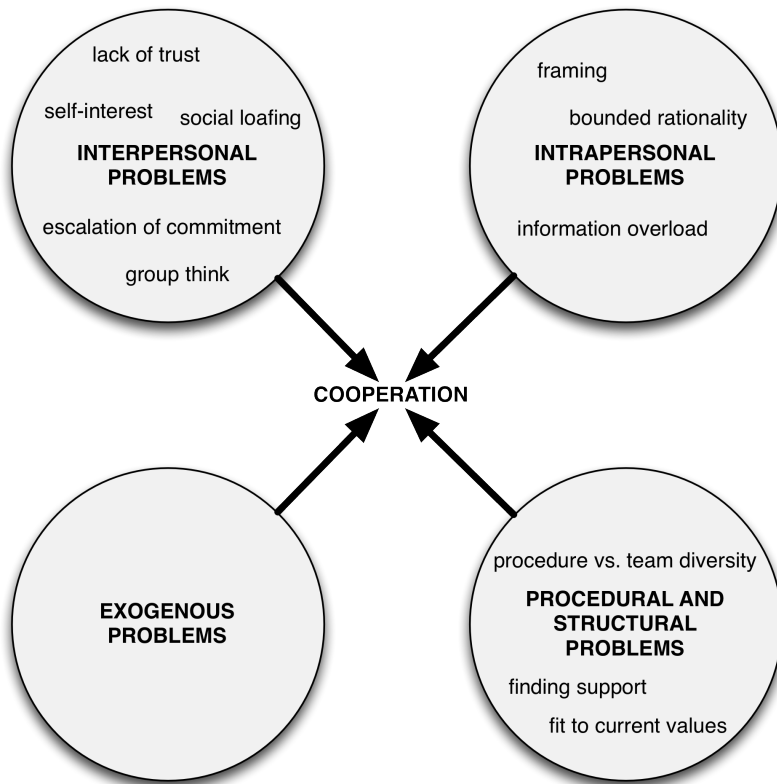 lack of trust
self-interest
social loafing
INTERPERSONAL
PROBLEMS
escalation of commitment
group think
framing
bounded rationality
INTRAPERSONAL
PROBLEMS
information overload
COOPERATION
EXOGENOUS
PROBLEMS
procedure vs. team diversity
PROCEDURAL AND
STRUCTURAL
PROBLEMS
finding support
fit to current values